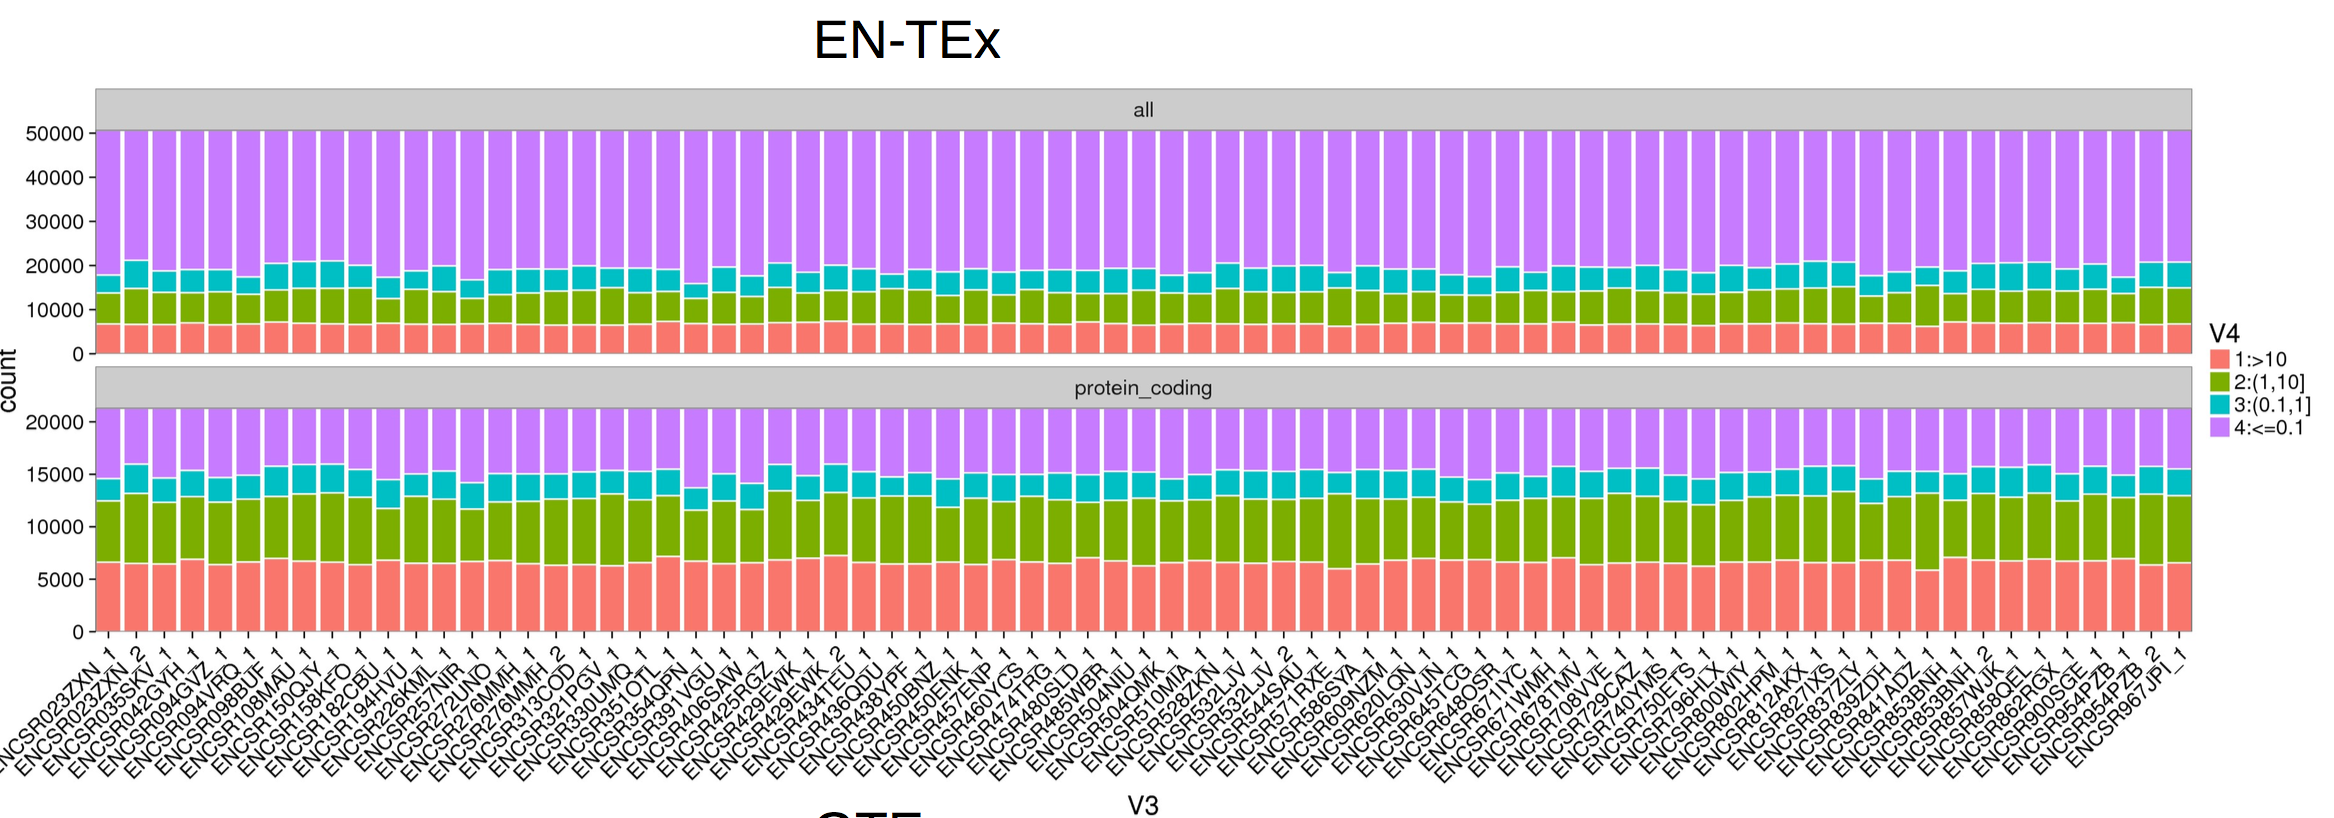 EN-TEx
all
50000
40000
30000
20000
10000
0
protein_coding
20000
15000
10000
5000
0
count
ENCSR023ZXN_1
ENCSR023ZXN_2
ENCSR035SKV_1
ENCSR042GYH_1
ENCSR094GVZ_1
ENCSR094VRQ_1
ENCSR098BUF_1
ENCSR108MAU_1
ENCSR150QJY_1
ENCSR158KFO_1
ENCSR182CBU_1
ENCSR194HVU_1
ENCSR226KML_1
ENCSR257NIR_1
ENCSR272UNO_1
ENCSR276MMH_1
ENCSR276MMH_2
ENCSR313COD_1
ENCSR321PGV_1
ENCSR330UMQ_1
ENCSR351OTL_1
ENCSR354QPN_1
ENCSR391VGU_1
ENCSR406SAW_1
ENCSR425RGZ_1
ENCSR429EWK_1
ENCSR429EWK_2
ENCSR434TEU_1
ENCSR436QDU_1
ENCSR438YPF_1
ENCSR450BNZ_1
ENCSR450ENK_1
ENCSR457ENP_1
ENCSR460YCS_1
ENCSR474TRG_1
ENCSR480SLD_1
ENCSR485WBR_1
ENCSR504NIU_1
ENCSR504QMK_1
ENCSR510MIA_1
ENCSR528ZKN_1
ENCSR532LJV_1
ENCSR532LJV_2
ENCSR544SAU_1
ENCSR571RXE_1
ENCSR586SYA_1
ENCSR609NZM_1
ENCSR620LQN_1
ENCSR630VJN_1
ENCSR645TCG_1
ENCSR648OSR_1
ENCSR671IYC_1
ENCSR671WMH_1
ENCSR678TMV_1
ENCSR708VVE_1
ENCSR729CAZ_1
ENCSR740YMS_1
ENCSR750ETS_1
ENCSR796HLX_1
ENCSR800WIY_1
ENCSR802HPM_1
ENCSR812AKX_1
ENCSR827IXS_1
ENCSR837ZLY_1
ENCSR839ZDH_1
ENCSR841ADZ_1
ENCSR853BNH_1
ENCSR853BNH_2
ENCSR857WJK_1
ENCSR858QEL_1
ENCSR862RGX_1
ENCSR900SGE_1
ENCSR954PZB_1
ENCSR954PZB_2
ENCSR967JPI_1
V3
V4
1:>10
2:(1,10]
3:(0.1,1]
4:<=0.1